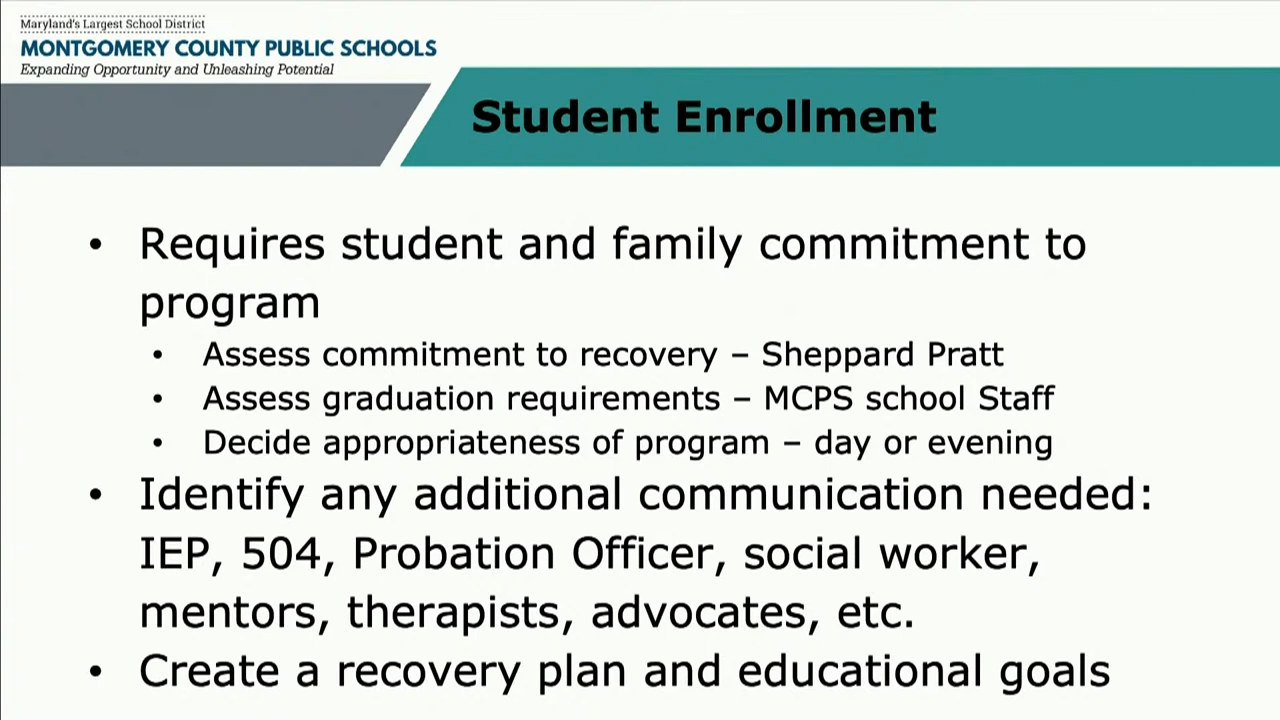 Maryland's Largest School District
MONTGOMERY COUNTY PUBLIC SCHOOLS
Expanding Opportunity and Unleashing Potential
Student Enrollment
• Requires student and family commitment to
program
• Assess commitment to recovery – Sheppard Pratt
• Assess graduation requirements – MCPS school Staff
• Decide appropriateness of program – day or evening
• Identify any additional communication needed:
IEP, 504, Probation Officer, social worker,
mentors, therapists, advocates, etc.
• Create a recovery plan and educational goals